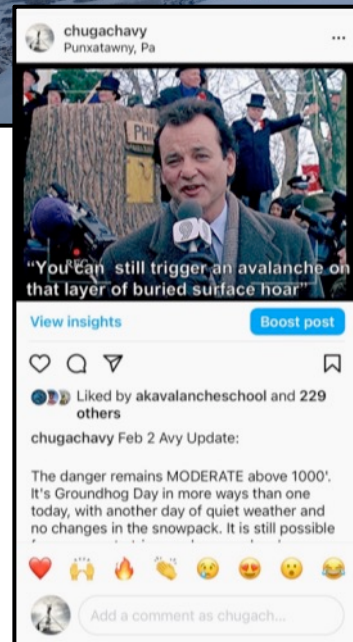 chugachavy
Punxatawny, Pa
PHIL
9
"You can still trigger an avalanche on
that layer of buried surface hoar"
View insights
Boost post
Liked by akavalancheschool and 229
others
chugachavy Feb 2 Avy Update:
The danger remains MODERATE above 1000'.
It's Groundhog Day in more ways than one
today, with another day of quiet weather and
no changes in the snowpack. It is still possible
Add a comment as chugach...